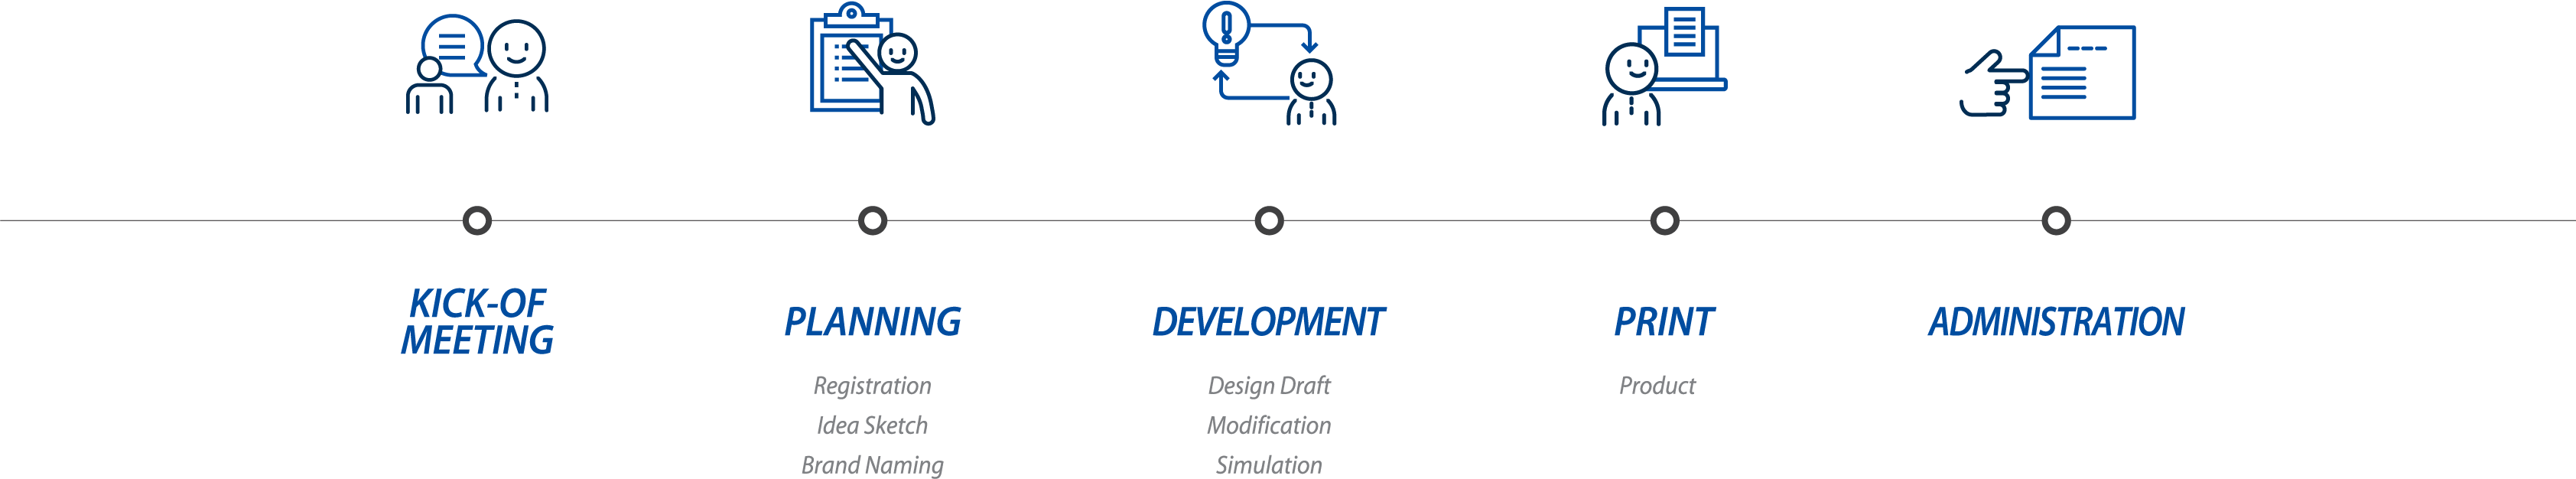 KICK-OF
MEETING
PLANNING
Registration
Idea Sketch
Brand Naming
DEVELOPMENT
Design Draft
Modification
Simulation
PRINT
Product
ADMINISTRATION